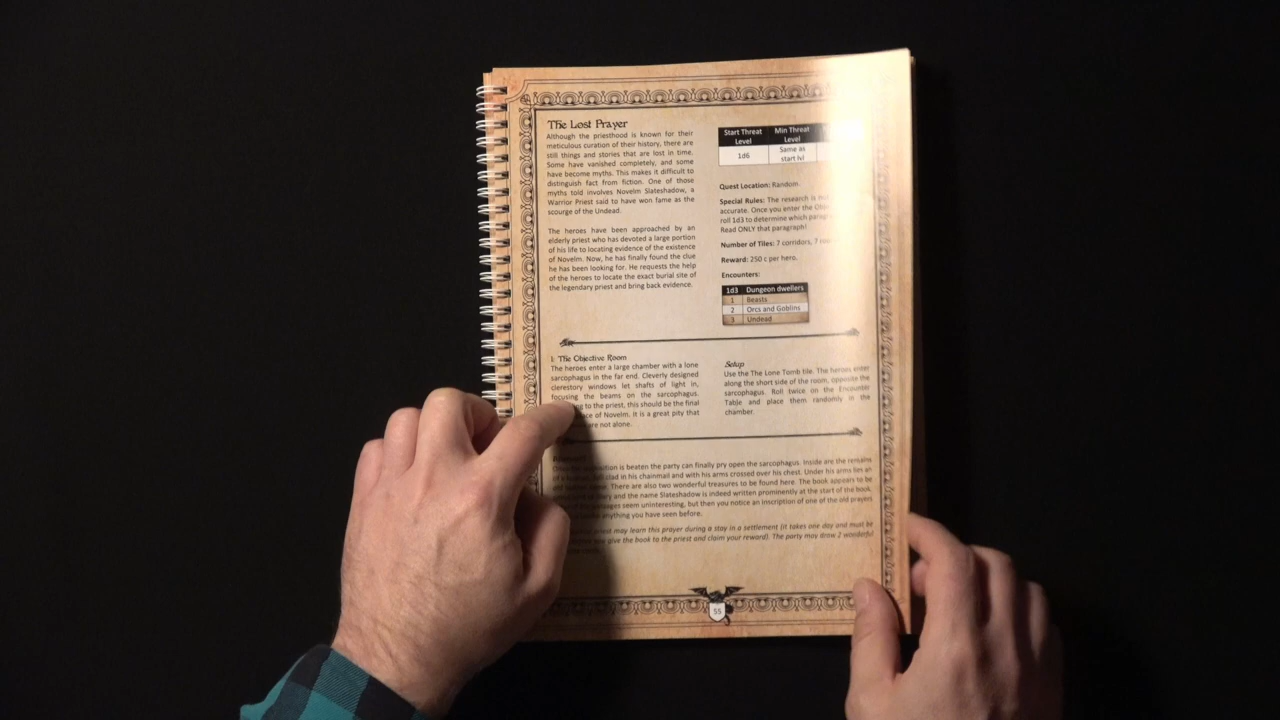 The Lost Prayer
Although the priesthood is known for their
meticulous curation of their history, there are
still things and stories that are lost in time.
Some have vanished completely, and some
have become myths. This makes it difficult to
distinguish fact from fiction. One of those
myths told involves Novelm Slateshadow, a
Warrior Priest said to have won fame as the
scourge of the Undead.
The heroes have been approached by an
elderly priest who has devoted a large portion
of his life to locating evidence of the existence
of Novelm. Now, he has finally found the clue
he has been looking for. He requests the help
of the heroes to locate the exact burial site of
the legendary priest and bring back evidence.
Start Threat Level Min Threat Level
1d6 Same as start lvl
Quest Location: Random.
Special Rules: The research is
accurate. Once you enter the
roll 1d3 to determine which
Read ONLY that paragraph!
Number of Tiles: 7 corridors, 7
Reward: 250 c per hero.
Encounters:
1d3 Dungeon dwellers
1 Beasts
2 Orcs and Goblins
3 Undead
1: The Objective Room
The heroes enter a large chamber with a lone
sarcophagus in the far end. Cleverly designed
clerestory windows let shafts of light in,
focusing the beams on the sarcophagus.
to the priest, this should be the final
of Novelm. It is a great pity that
are not alone.
Setup
Use the The Lone Tomb tile. The heroes enter
along the short side of the room, opposite the
sarcophagus. Roll twice on the Encounter
Table and place them randomly in the
chamber.
is beaten the party can finally pry open the sarcophagus. Inside are the remains
clad in his chainmail and with his arms crossed over his chest. Under his arms lies an
There are also two wonderful treasures to be found here. The book appears to be
and the name Slateshadow is indeed written prominently at the start of the book.
seem uninteresting, but then you notice an inscription of one of the old prayers
anything you have seen before.
priest may learn this prayer during a stay in a settlement (it takes one day and must be
you give the book to the priest and claim your reward). The party may draw 2 wonderful
55